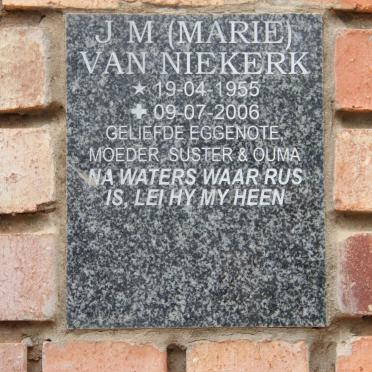 J M (MARIE)
VAN NIEKERK
★ 19-04-1955
✚ 09-07-2006
GELIEFDE EGGENOTE,
MOEDER, SUSTER & OUMA
NA WATERS WAAR RUS
IS, LEI HY MY HEEN